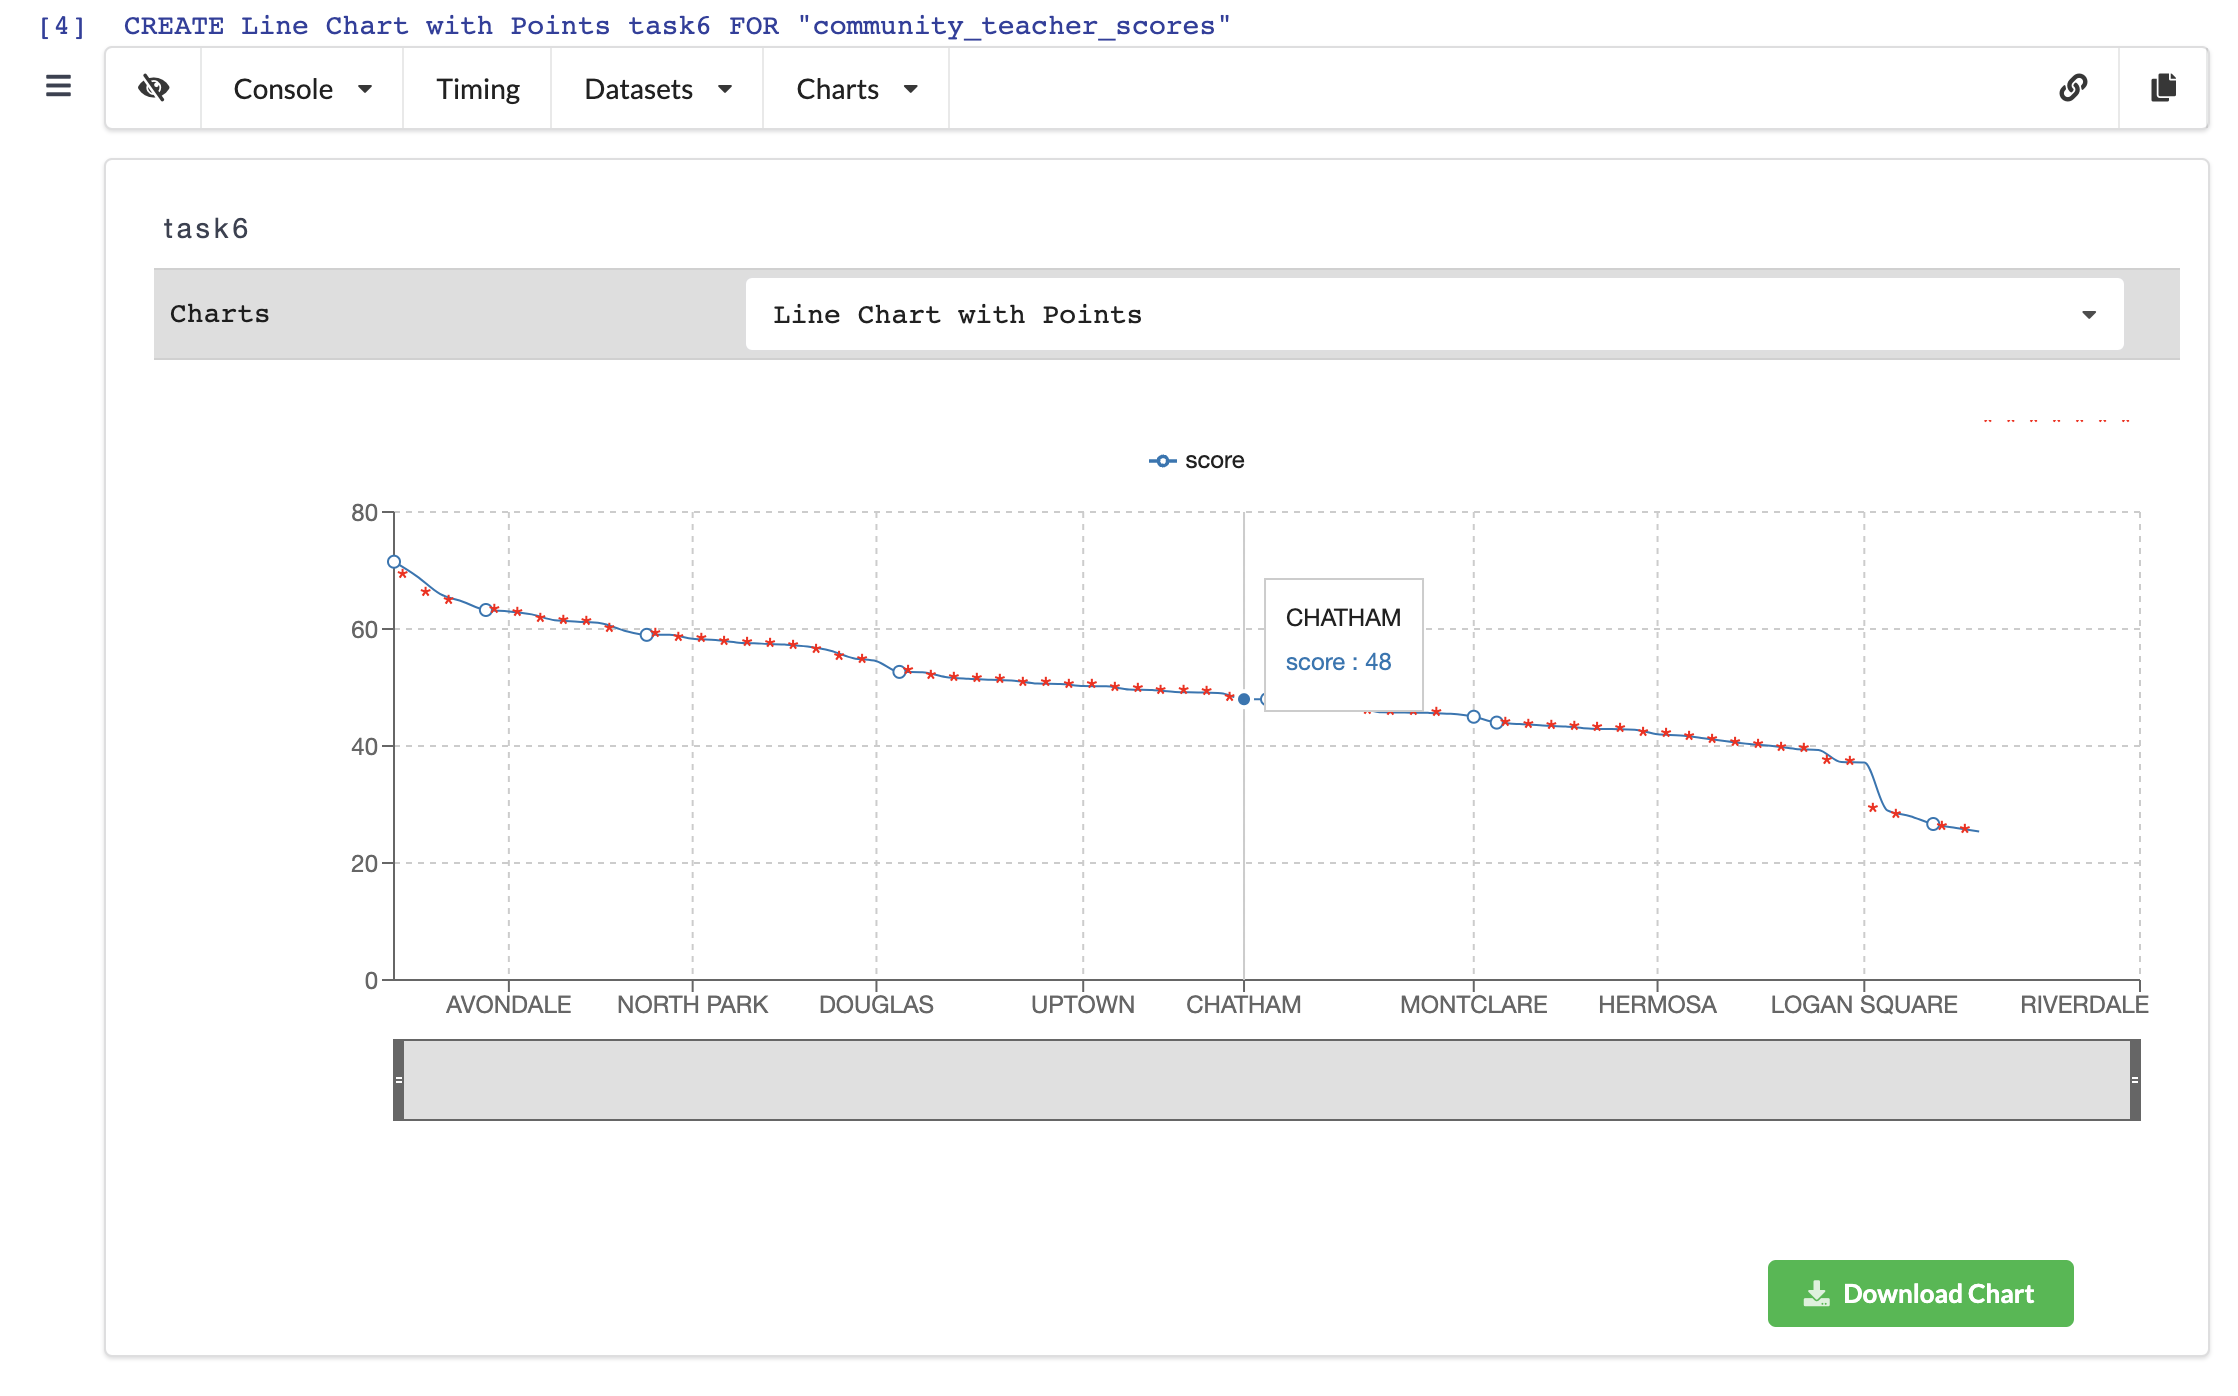 [4] CREATE Line Chart with Points task6 FOR "community_teacher_scores"
Console Timing Datasets Charts
task6
Charts Line Chart with Points
score
80
60
40
20
0
CHATHAM
score : 48
AVONDALE NORTH PARK DOUGLAS UPTOWN CHATHAM MONTCLARE HERMOSA LOGAN SQUARE RIVERDALE
Download Chart